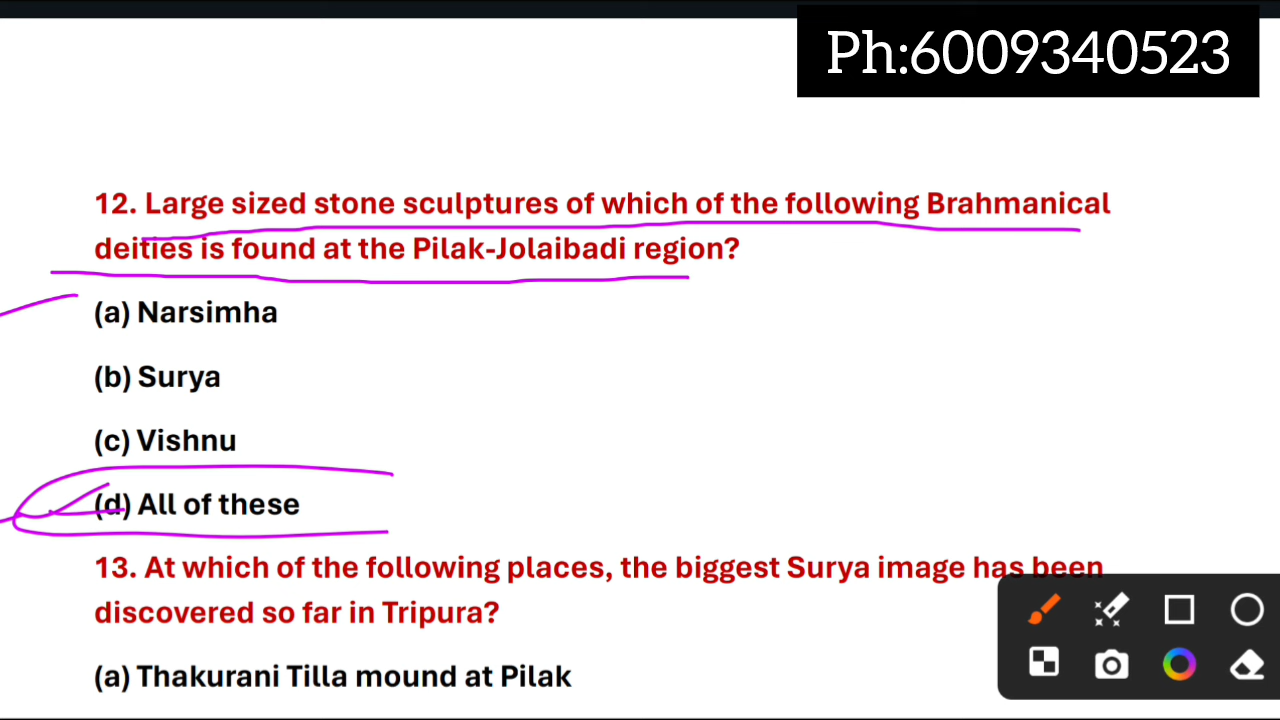 Ph:6009340523
12. Large sized stone sculptures of which of the following Brahmanical
deities is found at the Pilak-Jolaibadi region?
(a) Narsimha
(b) Surya
(c) Vishnu
(d) All of these
13. At which of the following places, the biggest Surya image has been
discovered so far in Tripura?
(a) Thakurani Tilla mound at Pilak